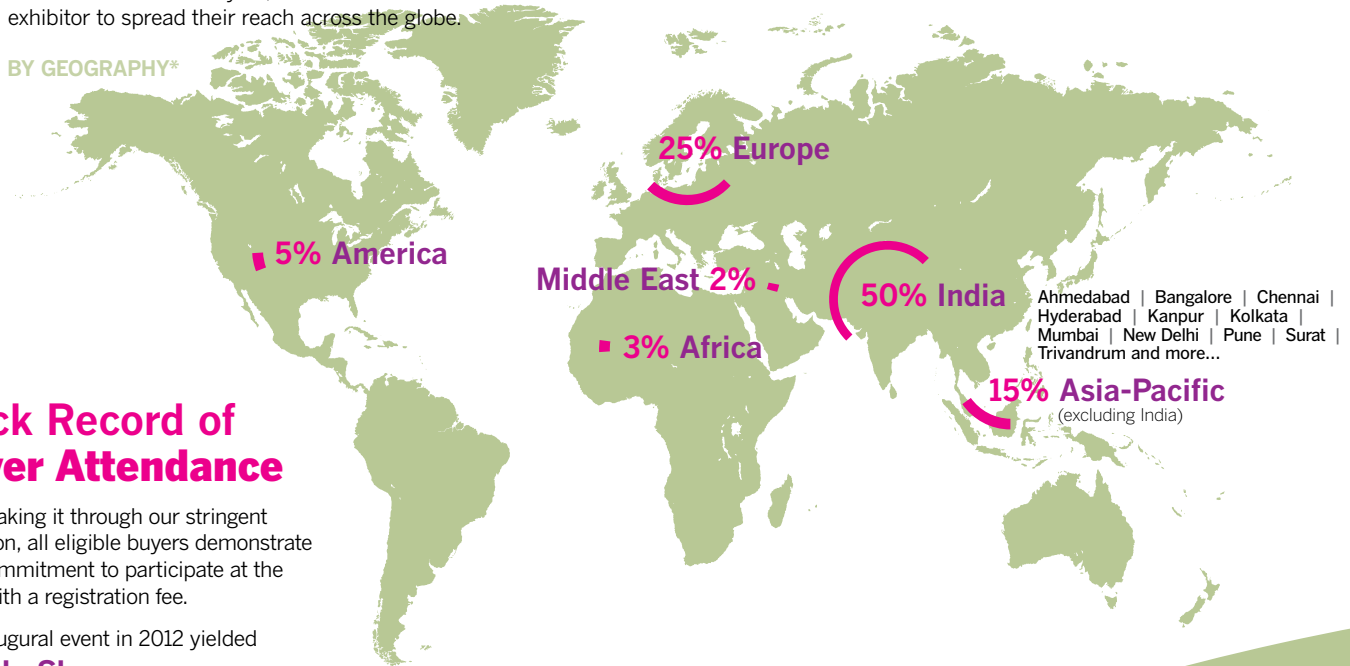 exhibitor to spread their reach across the globe.
BY GEOGRAPHY*
25% Europe
5% America
Middle East 2%
50% India
Ahmedabad | Bangalore | Chennai |
Hyderabad | Kanpur | Kolkata |
Mumbai | New Delhi | Pune | Surat |
Trivandrum and more...
3% Africa
15% Asia-Pacific
(excluding India)
ck Record of
er Attendance
aking it through our stringent
on, all eligible buyers demonstrate
mmitment to participate at the
ith a registration fee.
ugural event in 2012 yielded